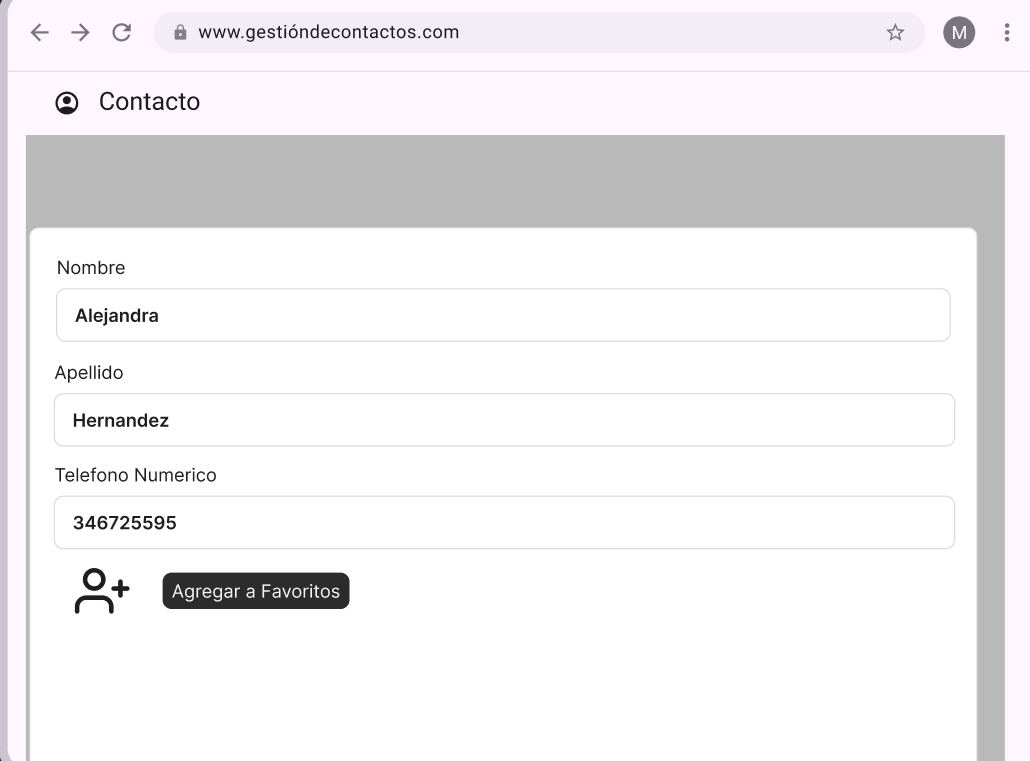 www.gestióndecontactos.com
M
Contacto
Nombre
Alejandra
Apellido
Hernandez
Telefono Numerico
346725595
Agregar a Favoritos